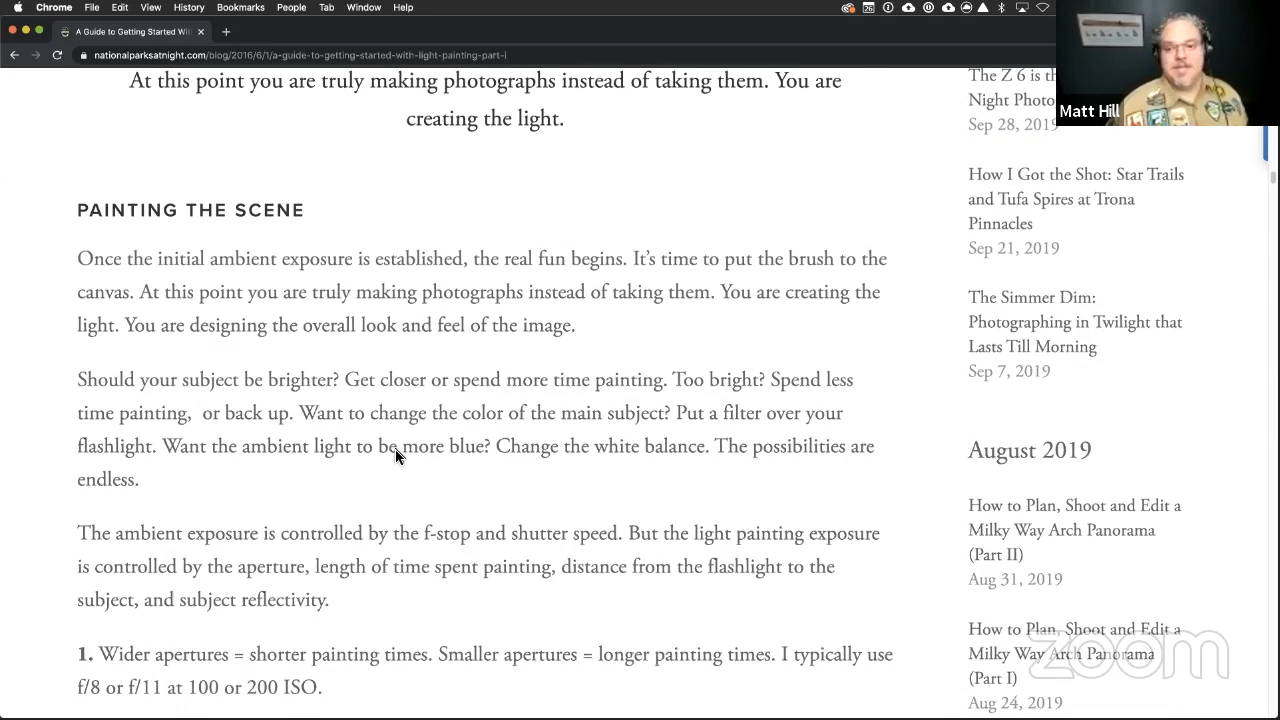 Chrome File Edit View History Bookmarks People Tab Window Help
A Guide to Getting Started Wit
nationalparksatnight.com/blog/2016/6/1/a-guide-to-getting-started-with-light-painting-part-i
At this point you are truly making photographs instead of taking them. You are
creating the light.
PAINTING THE SCENE
Once the initial ambient exposure is established, the real fun begins. It’s time to put the brush to the
canvas. At this point you are truly making photographs instead of taking them. You are creating the
light. You are designing the overall look and feel of the image.
Should your subject be brighter? Get closer or spend more time painting. Too bright? Spend less
time painting,  or back up. Want to change the color of the main subject? Put a filter over your
flashlight. Want the ambient light to be more blue? Change the white balance. The possibilities are
endless.
The ambient exposure is controlled by the f-stop and shutter speed. But the light painting exposure
is controlled by the aperture, length of time spent painting, distance from the flashlight to the
subject, and subject reflectivity.
1. Wider apertures = shorter painting times. Smaller apertures = longer painting times. I typically use
f/8 or f/11 at 100 or 200 ISO.
The Z 6 is th
Night Photo
Sep 28, 2019
How I Got the Shot: Star Trails
and Tufa Spires at Trona
Pinnacles
Sep 21, 2019
The Simmer Dim:
Photographing in Twilight that
Lasts Till Morning
Sep 7, 2019
August 2019
How to Plan, Shoot and Edit a
Milky Way Arch Panorama
(Part II)
Aug 31, 2019
How to Plan, Shoot and Edit a
Milky Way Arch Panorama
(Part I)
Aug 24, 2019
Matt Hill
zoom